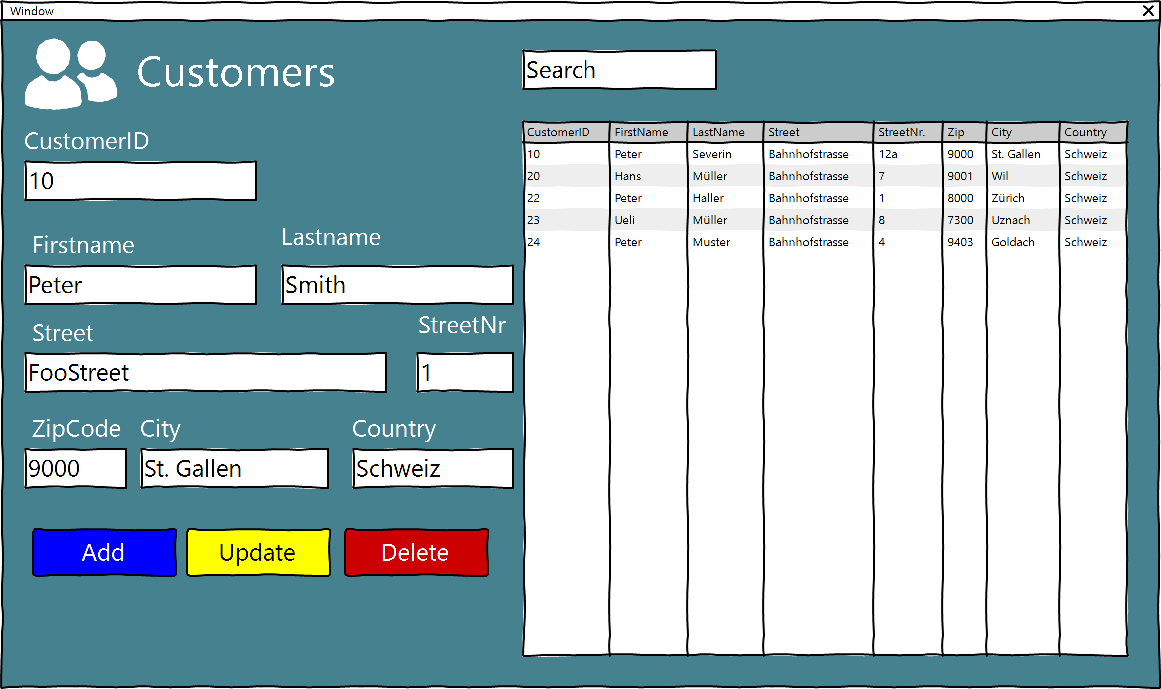 Window
Customers
CustomerID
10
Firstname
Lastname
Peter
Smith
Street
StreetNr
FooStreet
1
ZipCode City Country
9000
St. Gallen
Schweiz
Add
Update
Delete
Search
CustomerID FirstName LastName Street StreetNr. Zip City Country
10 Peter Severin Bahnhofstrasse 12a 9000 St. Gallen Schweiz
20 Hans Müller Bahnhofstrasse 7 9001 Wil Schweiz
22 Peter Haller Bahnhofstrasse 1 8000 Zürich Schweiz
23 Ueli Müller Bahnhofstrasse 8 7300 Uznach Schweiz
24 Peter Muster Bahnhofstrasse 4 9403 Goldach Schweiz